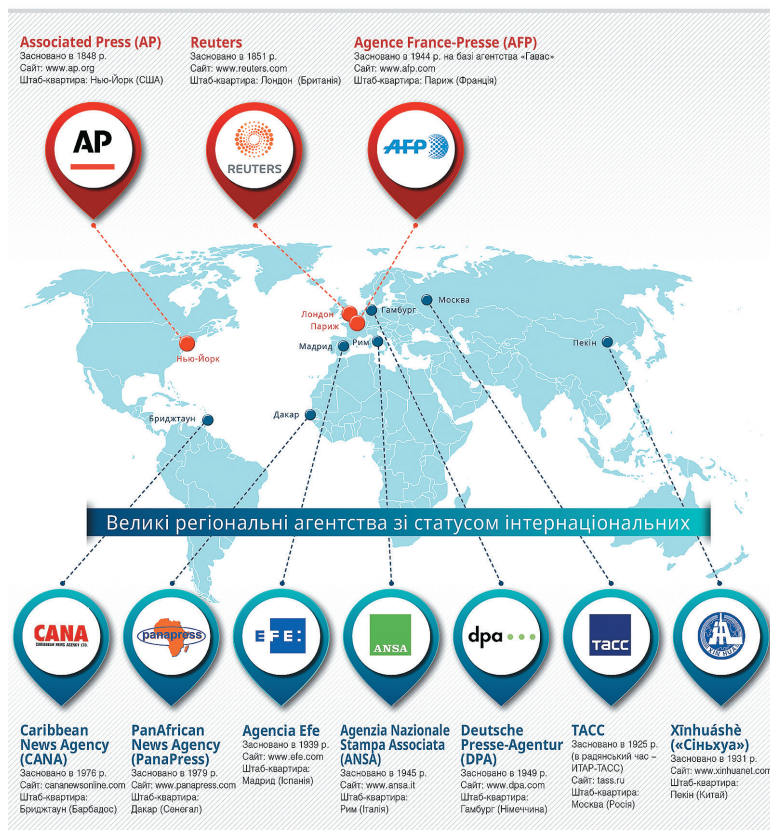 Associated Press (AP)
Засновано в 1848 р.
Сайт: www.ap.org
Штаб-квартира: Нью-Йорк (США)
Reuters
Засновано в 1851 р.
Сайт: www.reuters.com
Штаб-квартира: Лондон (Британія)
Agence France-Presse (AFP)
Засновано в 1944 р. на базі агентства «Гавас»
Сайт: www.afp.com
Штаб-квартира: Париж (Франція)
AP
REUTERS
AFP
Москва
Гамбург
Лондон
Париж
Мадрид
Рим
Пекін
Нью-Йорк
Бриджтаун
Дакар
Великі регіональні агентства зі статусом інтернаціональних
CANA
CARIBBEAN NEWS AGENCY LTD.
panapress
EFE:
ANSA
dpa
ТАСС
XIN HUA
Caribbean
News Agency
(CANA)
Засновано в 1976 р.
Сайт: cananewsonline.com
Штаб-квартира:
Бриджтаун (Барбадос)
PanAfrican
News Agency
(PanaPress)
Засновано в 1979 р.
Сайт: www.panapress.com
Штаб-квартира:
Дакар (Сенегал)
Agencia Efe
Засновано в 1939 р.
Сайт: www.efe.com
Штаб-квартира:
Мадрид (Іспанія)
Agenzia Nazionale
Stampa Associata
(ANSA)
Засновано в 1945 р.
Сайт: www.ansa.it
Штаб-квартира:
Рим (Італія)
Deutsche
Presse-Agentur
(DPA)
Засновано в 1949 р.
Сайт: www.dpa.com
Штаб-квартира:
Гамбург (Німеччина)
ТАСС
Засновано в 1925 р.
(в радянський час –
ИТАР-ТАСС)
Сайт: tass.ru
Штаб-квартира:
Москва (Росія)
Xīnhuáshè
(«Сіньхуа»)
Засновано в 1931 р.
Сайт: www.xinhuanet.com
Штаб-квартира:
Пекін (Китай)